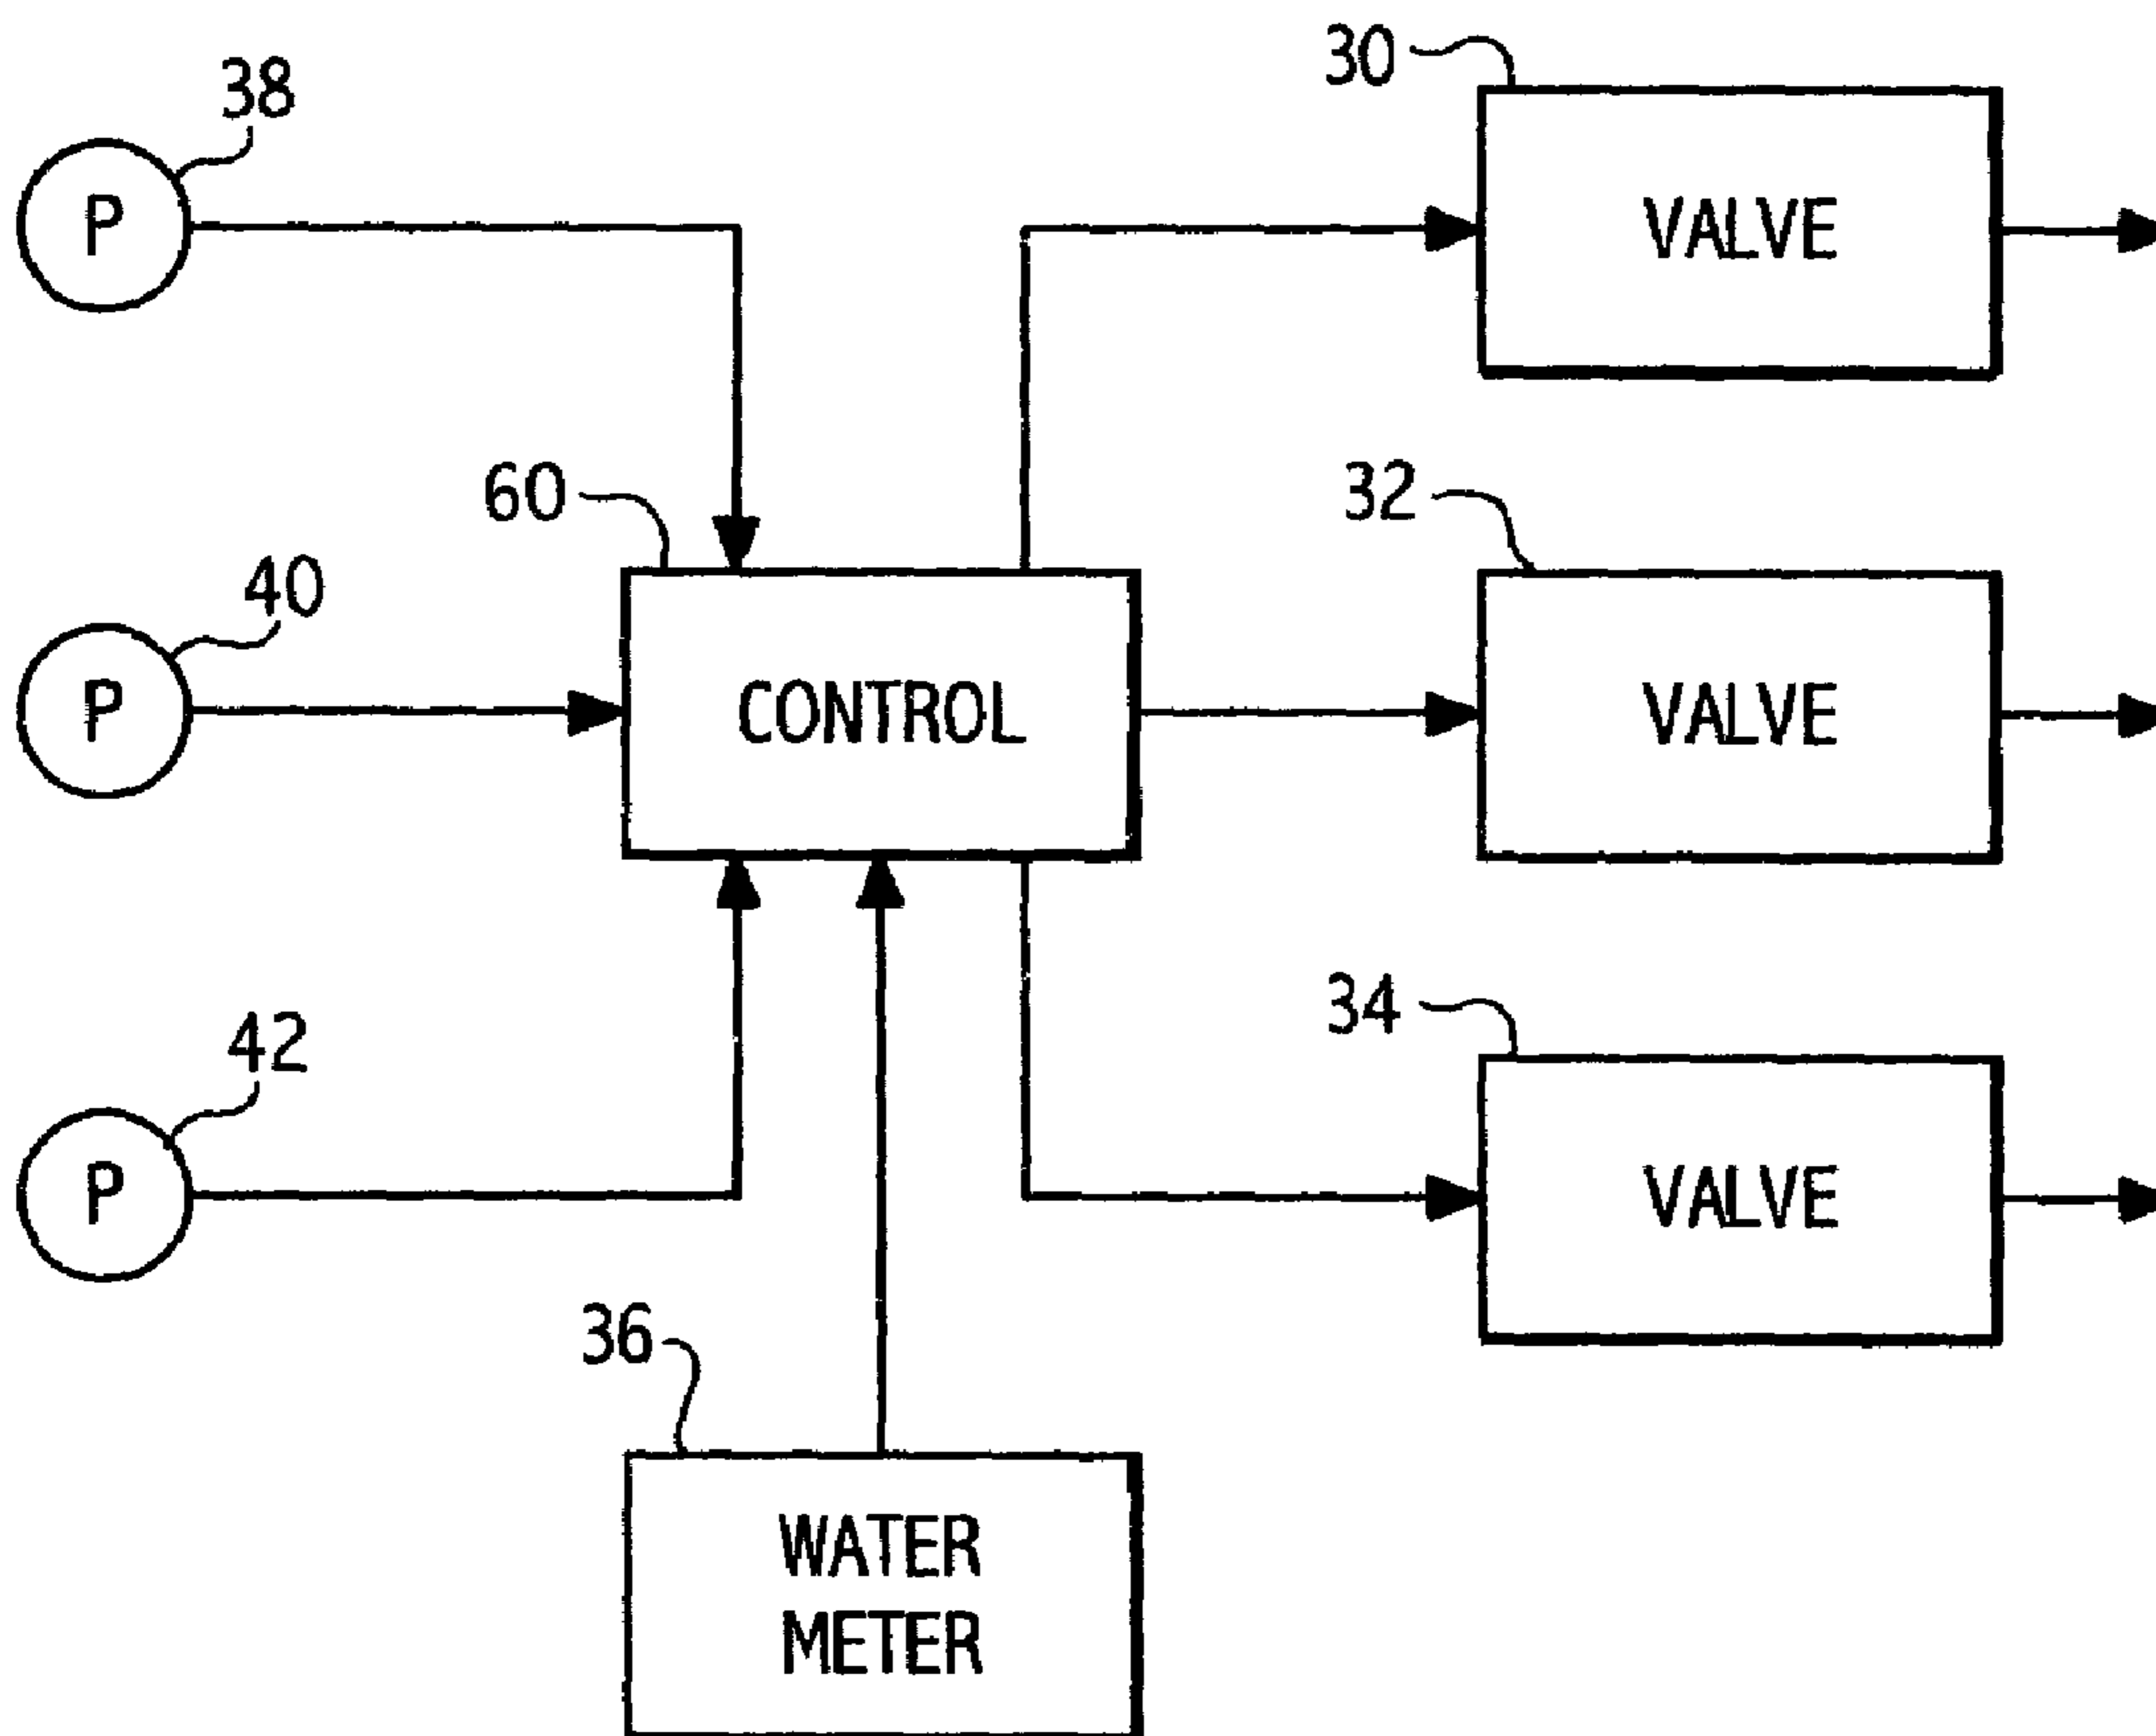 38
P
30
VALVE
60
40
P
CONTROL
32
VALVE
42
P
34
VALVE
36
WATER
METER